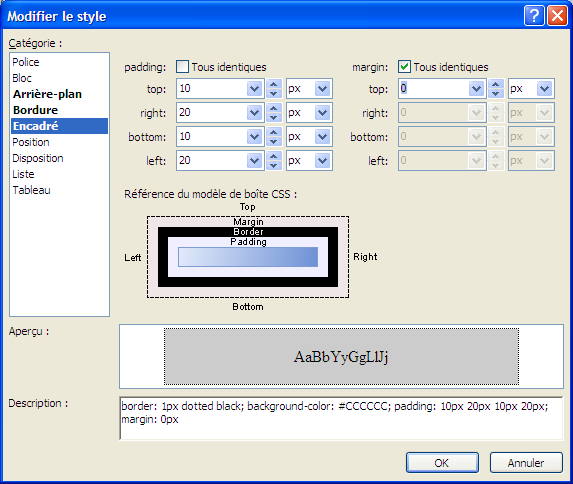 Modifier le style
Catégorie :
Police
Bloc
Arrière-plan
Bordure
Encadré
Position
Disposition
Liste
Tableau
padding: Tous identiques
top: 10 px
right: 20 px
bottom: 10 px
left: 20 px
margin: Tous identiques
top: 0 px
right: 0 px
bottom: 0 px
left: 0 px
Référence du modèle de boîte CSS :
Top
Margin
Border
Padding
Left
Right
Bottom
Aperçu :
AaBbYyGgLlJj
Description :
border: 1px dotted black; background-color: #CCCCCC; padding: 10px 20px 10px 20px;
margin: 0px
OK
Annuler